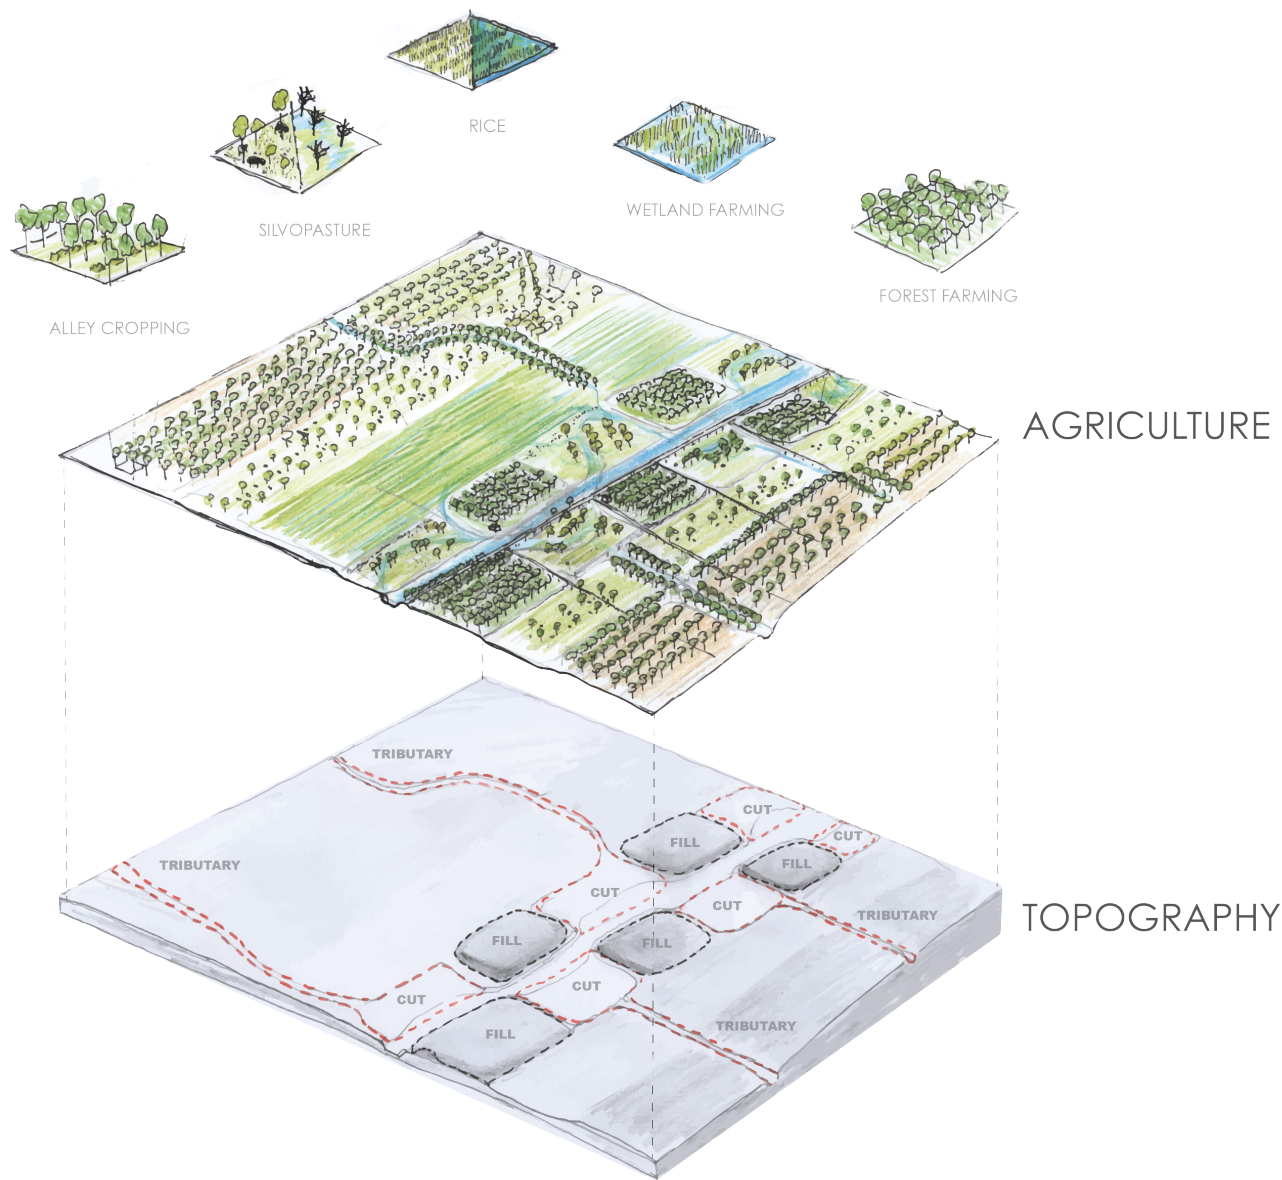 RICE
WETLAND FARMING
SILVOPASTURE
FOREST FARMING
ALLEY CROPPING
AGRICULTURE
TRIBUTARY
CUT
CUT
FILL
FILL
TRIBUTARY
CUT
CUT
TRIBUTARY
TOPOGRAPHY
FILL
FILL
CUT
CUT
TRIBUTARY
FILL